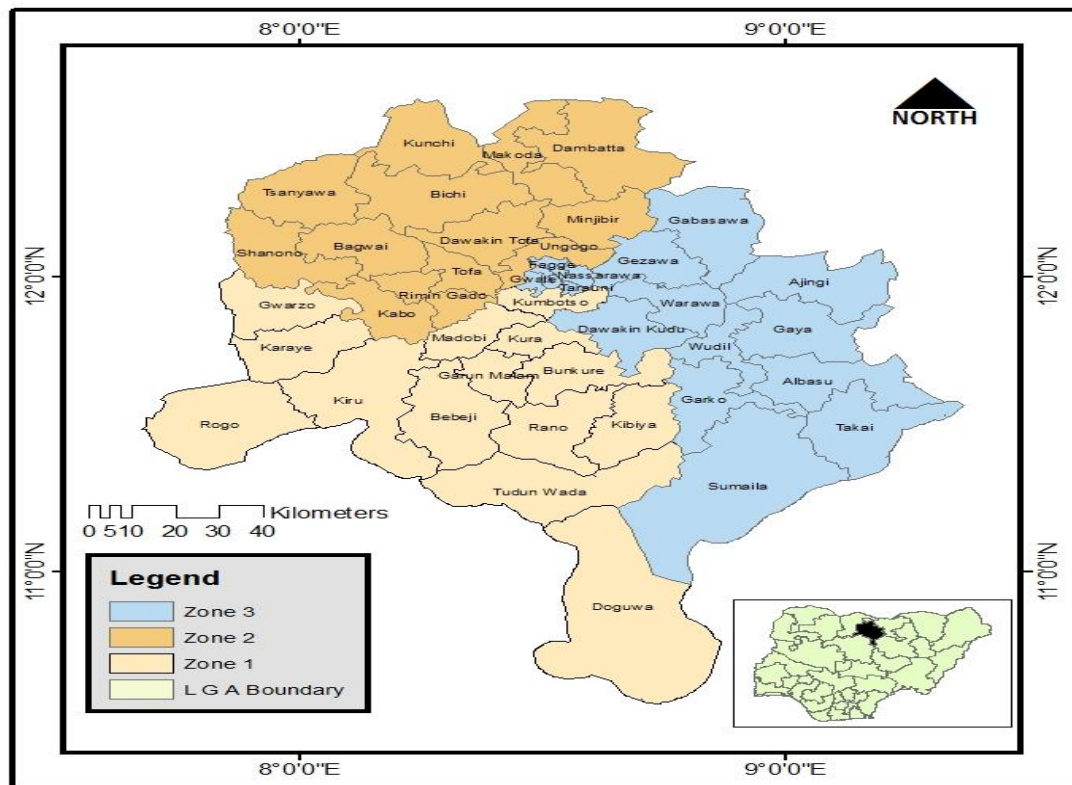 8°0'0"E 9°0'0"E
NORTH
Kunchi
Makoda
Dambatta
Tsanyawa
Bichi
Minjibir
Gabasawa
Shanono
Bagwai
Dawakin Tofa
Ungogo
Gezawa
Fagge
Tofa
Gwale
Nassarawa
Tarauni
Ajingi
Gwarzo
Rimin Gado
Kumbotso
Warawa
Kabo
Dawakin Kudu
Gaya
Karaye
Madobi
Kura
Wudil
Garun Malam
Bunkure
Albasu
Kiru
Garko
Rogo
Bebeji
Rano
Kibiya
Takai
Tudun Wada
Sumaila
Doguwa
12°0'0"N
12°0'0"N
11°0'0"N
11°0'0"N
Kilometers
0 5 10 20 30 40
Legend
Zone 3
Zone 2
Zone 1
L G A Boundary
8°0'0"E 9°0'0"E